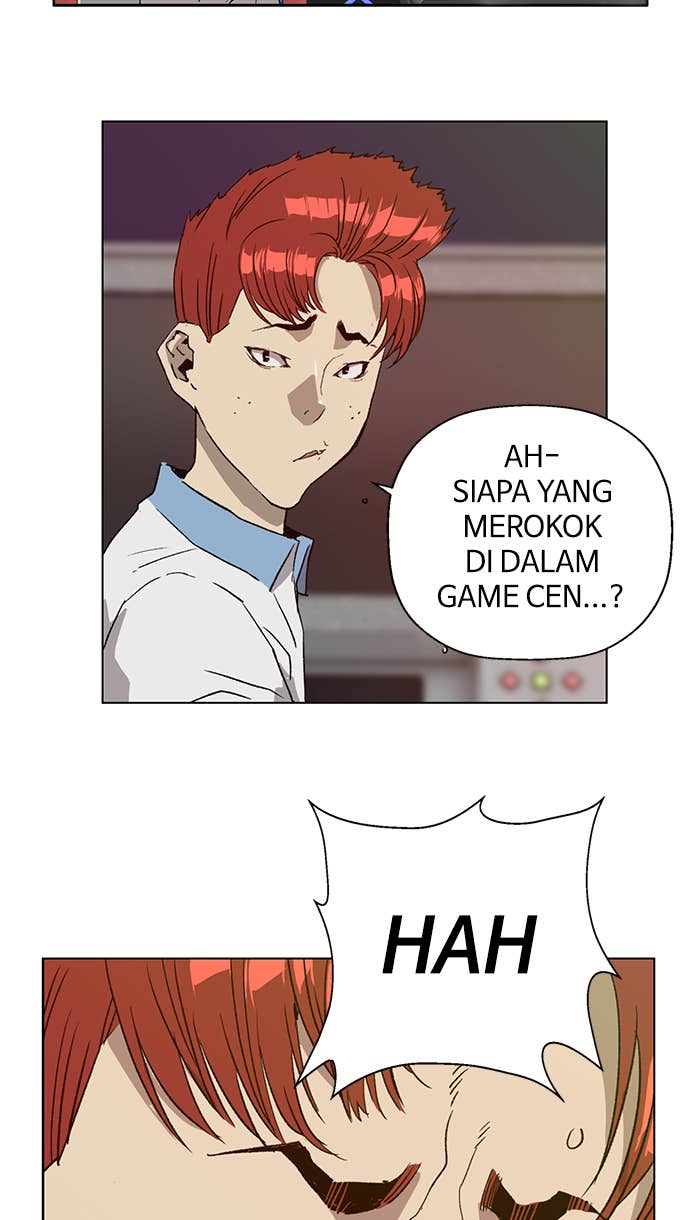 AH-
SIAPA YANG
MEROKOK
DI DALAM
GAME CEN...?
HAH